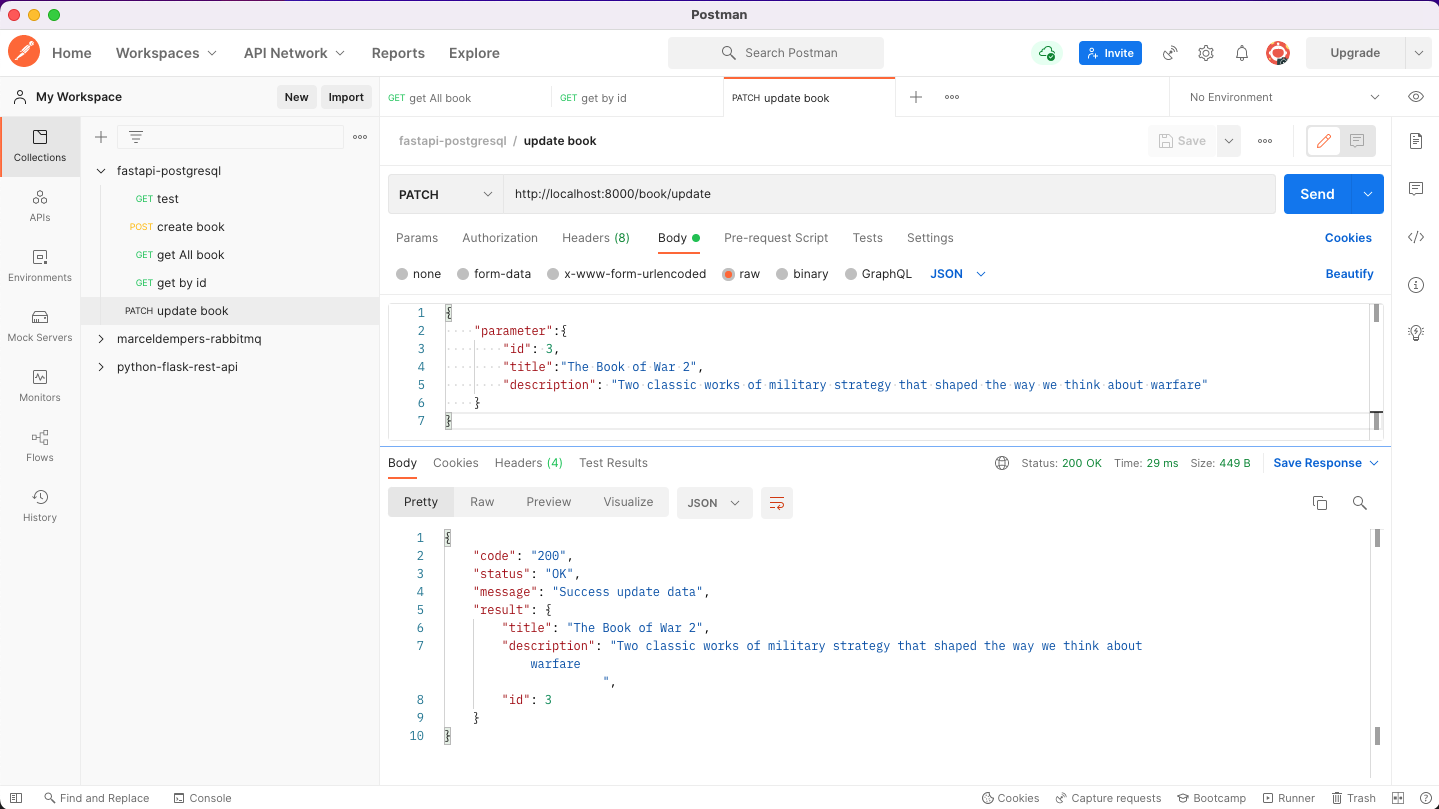 Postman
Home Workspaces API Network Reports Explore Search Postman Invite Upgrade
My Workspace New Import
GET get All book GET get by id PATCH update book No Environment
Collections
APIs
Environments
Mock Servers
Monitors
Flows
History
fastapi-postgresql
GET test
POST create book
GET get All book
GET get by id
PATCH update book
marceldempers-rabbitmq
python-flask-rest-api
fastapi-postgresql / update book Save
PATCH http://localhost:8000/book/update Send
Params Authorization Headers (8) Body Pre-request Script Tests Settings Cookies
none form-data x-www-form-urlencoded raw binary GraphQL JSON Beautify
1 {
2 "parameter":{
3 "id": 3,
4 "title":"The Book of War 2",
5 "description": "Two classic works of military strategy that shaped the way we think about warfare"
6 }
7 }
Body Cookies Headers (4) Test Results Status: 200 OK Time: 29 ms Size: 449 B Save Response
Pretty Raw Preview Visualize JSON
1 {
2 "code": "200",
3 "status": "OK",
4 "message": "Success update data",
5 "result": {
6 "title": "The Book of War 2",
7 "description": "Two classic works of military strategy that shaped the way we think about
warfare
",
8 "id": 3
9 }
10 }
Find and Replace Console Cookies Capture requests Bootcamp Runner Trash